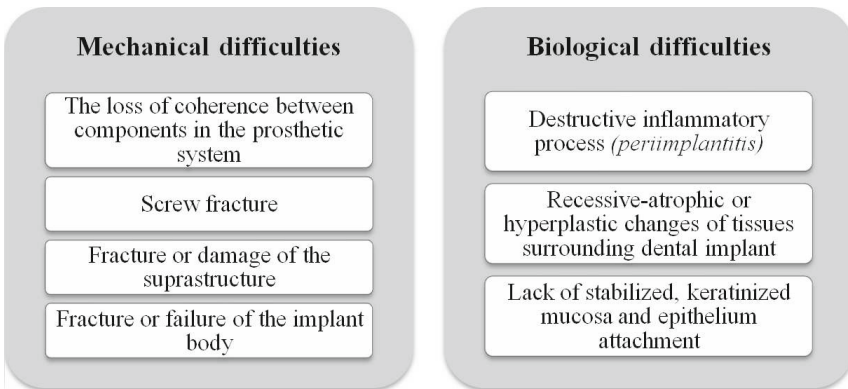 Mechanical difficulties
The loss of coherence between
components in the prosthetic
system
Screw fracture
Fracture or damage of the
suprastructure
Fracture or failure of the implant
body
Biological difficulties
Destructive inflammatory
process (periimplantitis)
Recessive-atrophic or
hyperplastic changes of tissues
surrounding dental implant
Lack of stabilized, keratinized
mucosa and epithelium
attachment